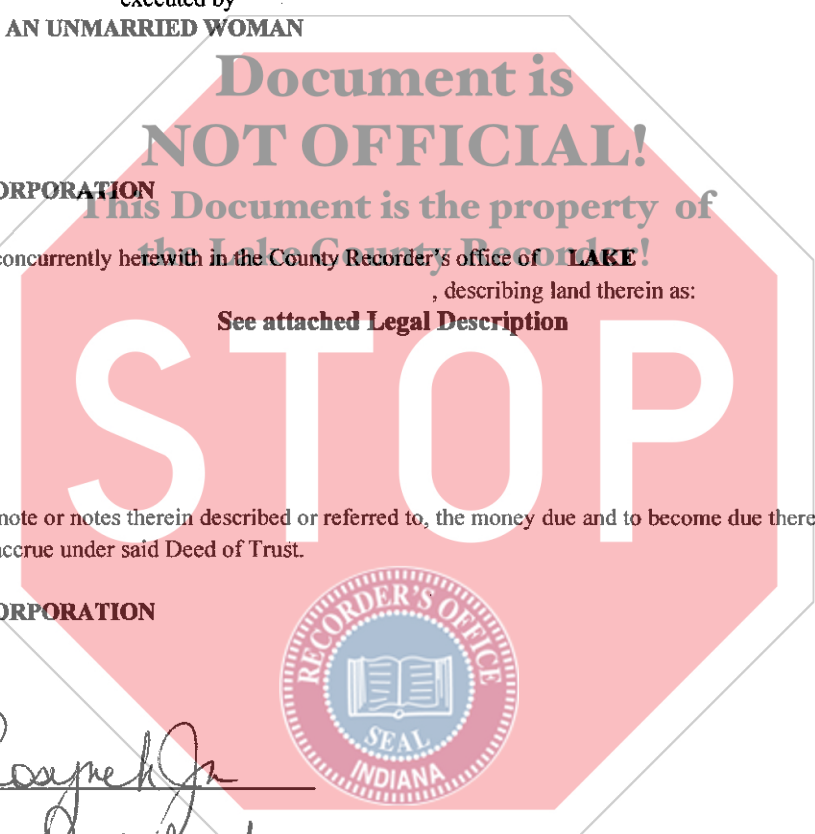 executed by
AN UNMARRIED WOMAN
Document is
NOT OFFICIAL!
ORPORATION
This Document is the property of
the Lake County Recorder!
concurrently herewith in the County Recorder's office of LAKE
, describing land therein as:
See attached Legal Description
STOP
note or notes therein described or referred to, the money due and to become due there
accrue under said Deed of Trust.
ORPORATION
RECORDER'S OFFICE
SEAL
INDIANA
Jr